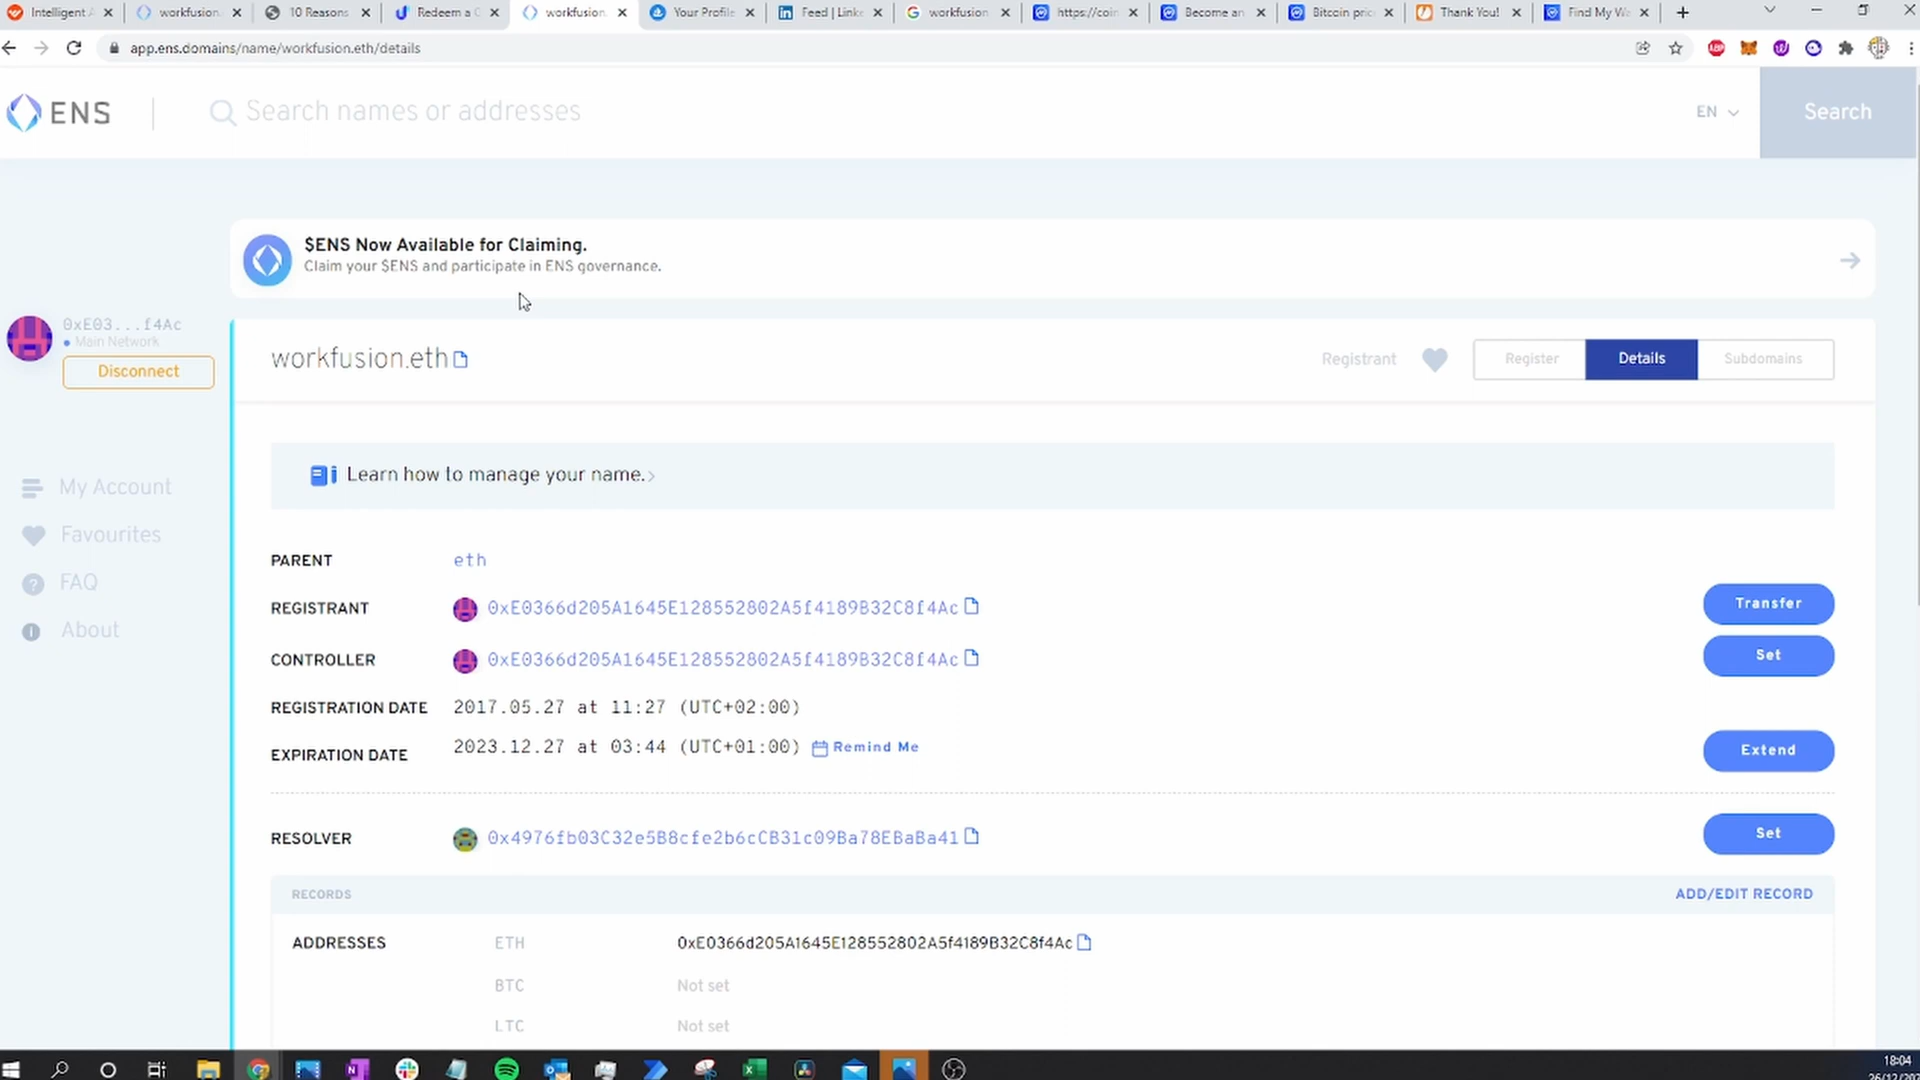 Intelligent A
workfusion.
10 Reasons
Redeem a C
workfusion.
Your Profile
Feed | Linke
workfusion
https://coin
Become an
Bitcoin pric
Thank You!
Find My Wa
app.ens.domains/name/workfusion.eth/details
ENS
Search names or addresses
EN
Search
$ENS Now Available for Claiming.
Claim your $ENS and participate in ENS governance.
0xE03...f4Ac
Main Network
Disconnect
workfusion.eth
Registrant
Register
Details
Subdomains
Learn how to manage your name.
My Account
Favourites
FAQ
About
PARENT eth
REGISTRANT 0xE0366d205A1645E128552802A5f4189B32C8f4Ac
Transfer
CONTROLLER 0xE0366d205A1645E128552802A5f4189B32C8f4Ac
Set
REGISTRATION DATE 2017.05.27 at 11:27 (UTC+02:00)
EXPIRATION DATE 2023.12.27 at 03:44 (UTC+01:00) Remind Me
Extend
RESOLVER 0x4976fb03C32e5B8cfe2b6cCB31c09Ba78EBaBa41
Set
RECORDS
ADD/EDIT RECORD
ADDRESSES ETH 0xE0366d205A1645E128552802A5f4189B32C8f4Ac
BTC Not set
LTC Not set
18:04